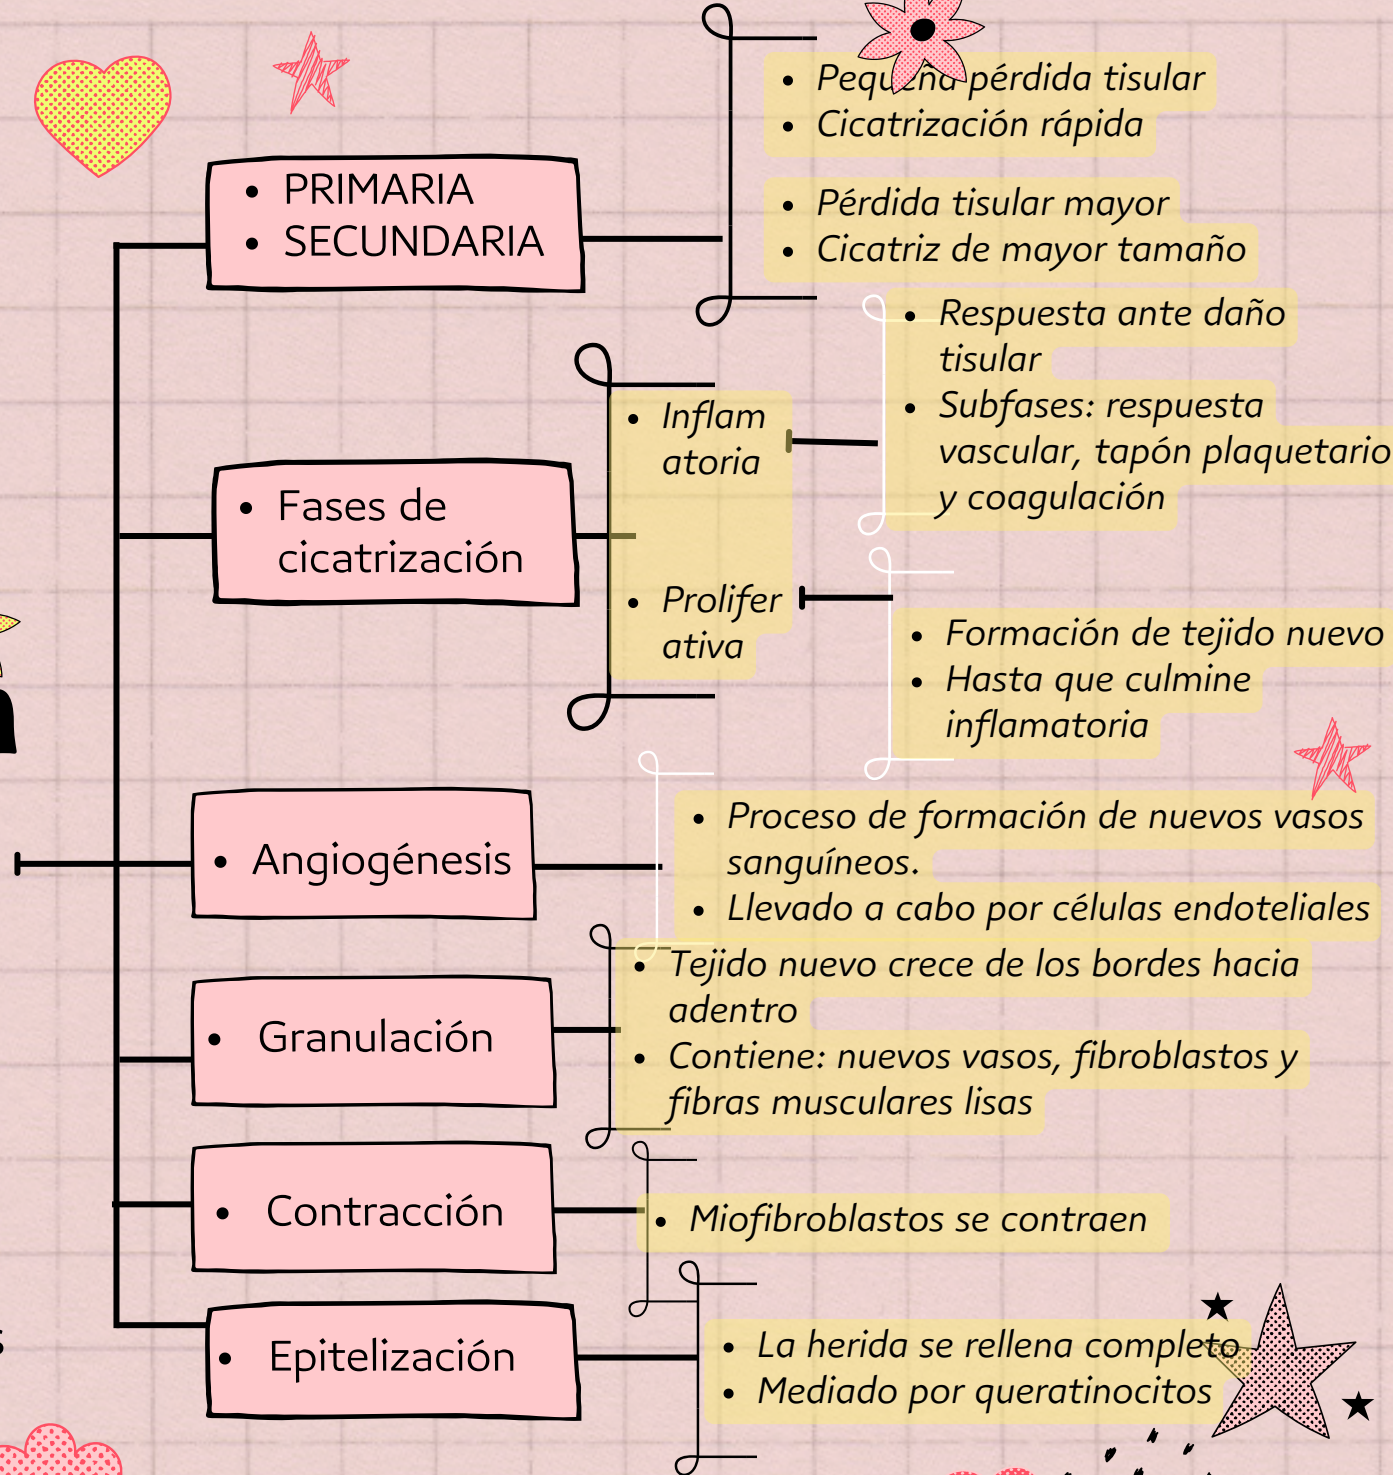 PRIMARIA
SECUNDARIA
Pequeña pérdida tisular
Cicatrización rápida
Pérdida tisular mayor
Cicatriz de mayor tamaño
Fases de
cicatrización
Inflam
atoria
Respuesta ante daño
tisular
Subfases: respuesta
vascular, tapón plaquetario
y coagulación
Prolifer
ativa
Formación de tejido nuevo
Hasta que culmine
inflamatoria
Angiogénesis
Proceso de formación de nuevos vasos
sanguíneos.
Llevado a cabo por células endoteliales
Granulación
Tejido nuevo crece de los bordes hacia
adentro
Contiene: nuevos vasos, fibroblastos y
fibras musculares lisas
Contracción
Miofibroblastos se contraen
Epitelización
La herida se rellena completo
Mediado por queratinocitos